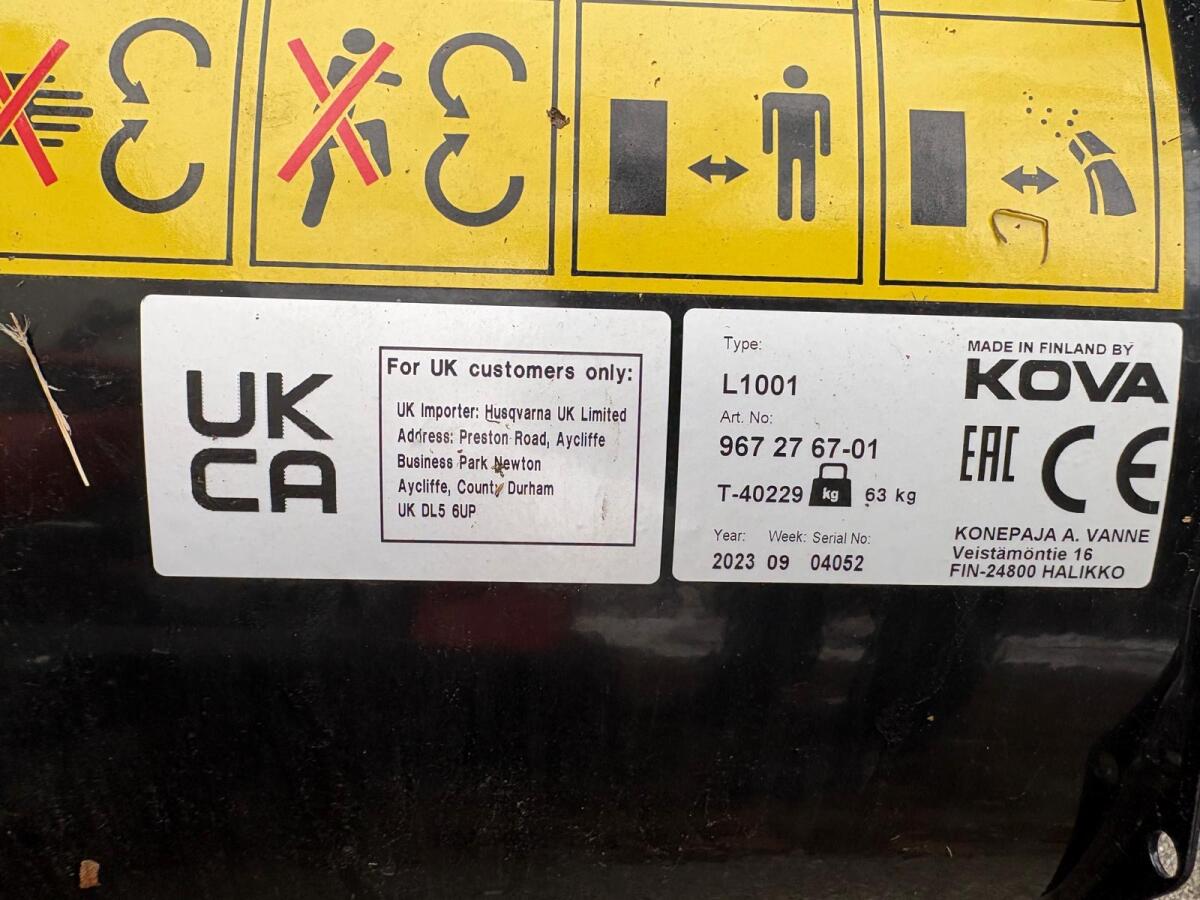 UK
CA
For UK customers only:
UK Importer: Husqvarna UK Limited
Address: Preston Road, Aycliffe
Business Park Newton
Aycliffe, County Durham
UK DL5 6UP
Type:
L1001
Art. No:
967 27 67-01
T-40229 kg 63 kg
Year: Week: Serial No:
2023 09 04052
MADE IN FINLAND BY
KOVA
EAC CE
KONEPAJA A. VANNE
Veistämöntie 16
FIN-24800 HALIKKO